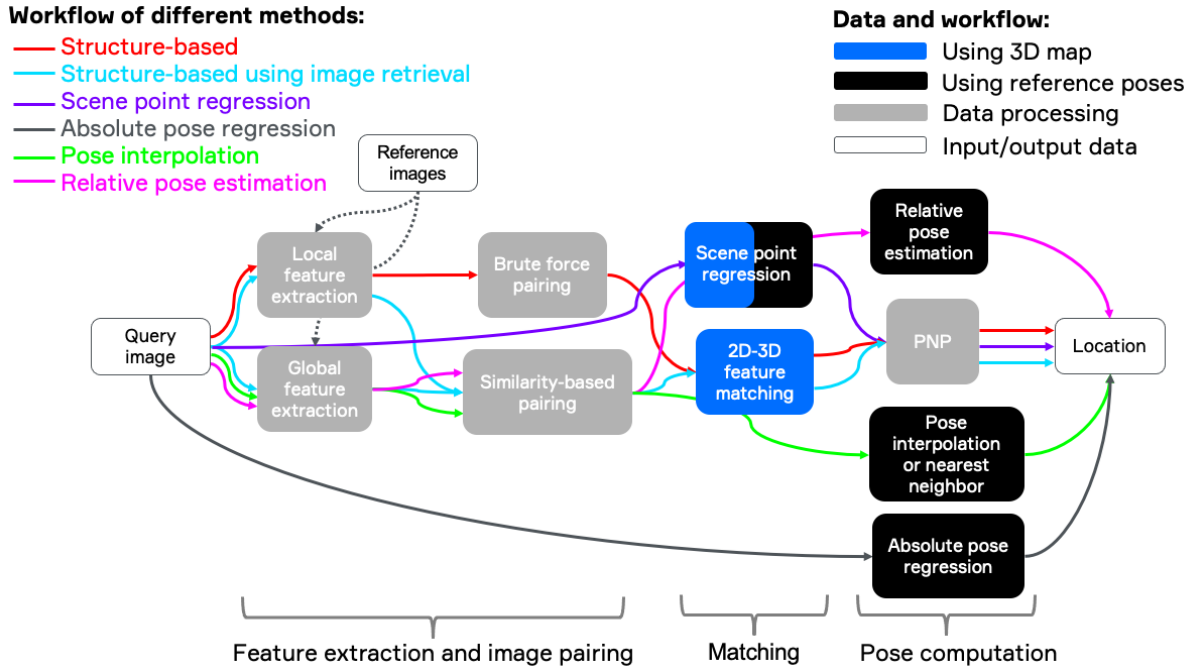 Workflow of different methods:
Structure-based
Structure-based using image retrieval
Scene point regression
Absolute pose regression
Pose interpolation
Relative pose estimation
Data and workflow:
Using 3D map
Using reference poses
Data processing
Input/output data
Reference
images
Query
image
Local
feature
extraction
Global
feature
extraction
Brute force
pairing
Similarity-based
pairing
Scene point
regression
2D-3D
feature
matching
Relative
pose
estimation
PNP
Pose
interpolation
or nearest
neighbor
Absolute pose
regression
Location
Feature extraction and image pairing
Matching
Pose computation